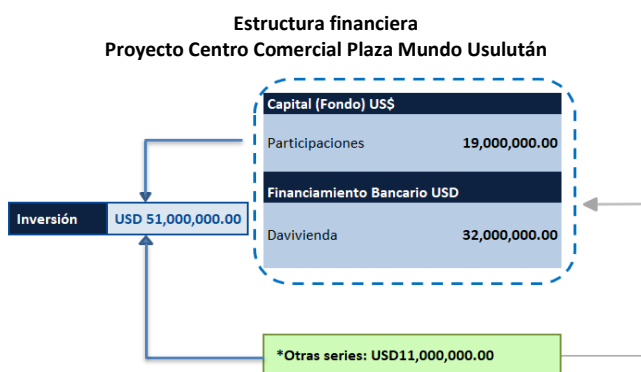 Estructura financiera
Proyecto Centro Comercial Plaza Mundo Usulután
Capital (Fondo) US$
Participaciones 19,000,000.00
Financiamiento Bancario USD
Inversión USD 51,000,000.00
Davivienda 32,000,000.00
*Otras series: USD11,000,000.00